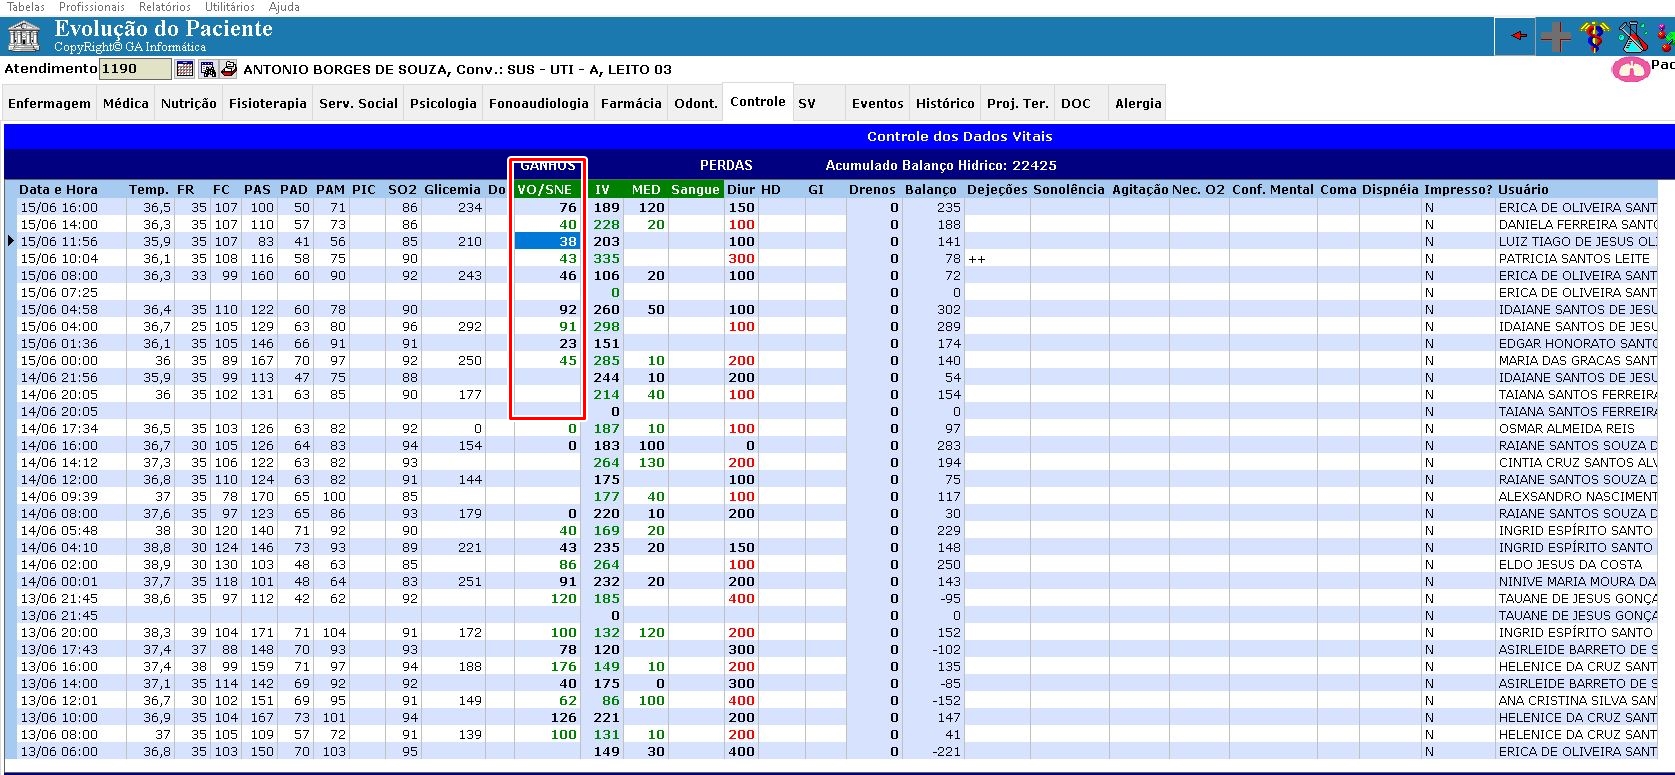 Tabelas Profissionais Relatórios Utilitários Ajuda
Evolução do Paciente
CopyRight© GA Informática
Atendimento 1190 ANTONIO BORGES DE SOUZA, Conv.: SUS - UTI - A, LEITO 03
Enfermagem Médica Nutrição Fisioterapia Serv. Social Psicologia Fonoaudiologia Farmácia Odont. Controle SV Eventos Histórico Proj. Ter. DOC Alergia
Controle dos Dados Vitais
GANHOS PERDAS Acumulado Balanço Hidrico: 22425
Data e Hora Temp. FR FC PAS PAD PAM PIC SO2 Glicemia Do VO/SNE IV MED Sangue Diur HD GI Drenos Balanço Dejeções Sonolência Agitação Nec. O2 Conf. Mental Coma Dispnéia Impresso? Usuário
15/06 16:00 36,5 35 107 100 50 71 86 234 76 189 120 150 0 235 N ERICA DE OLIVEIRA SANT
15/06 14:00 36,3 35 107 110 57 73 86 40 228 20 100 0 188 N DANIELA FERREIRA SANT
15/06 11:56 35,9 35 107 83 41 56 85 210 38 203 100 0 141 N LUIZ TIAGO DE JESUS OL
15/06 10:04 36,1 35 108 116 58 75 90 43 335 300 0 78 ++ N PATRICIA SANTOS LEITE
15/06 08:00 36,3 33 99 160 60 90 92 243 46 106 20 100 0 72 N ERICA DE OLIVEIRA SANT
15/06 07:25 0 0 0 N ERICA DE OLIVEIRA SANT
15/06 04:58 36,4 35 110 122 60 78 90 92 260 50 100 0 302 N IDAIANE SANTOS DE JESU
15/06 04:00 36,7 25 105 129 63 80 96 292 91 298 100 0 289 N IDAIANE SANTOS DE JESU
15/06 01:36 36,1 35 105 146 66 91 91 23 151 0 174 N EDGAR HONORATO SANTO
15/06 00:00 36 35 89 167 70 97 92 250 45 285 10 200 0 140 N MARIA DAS GRACAS SANT
14/06 21:56 35,9 35 99 113 47 75 88 244 10 200 0 54 N IDAIANE SANTOS DE JESU
14/06 20:05 36 35 102 131 63 85 90 177 214 40 100 0 154 N TAIANA SANTOS FERREIRA
14/06 20:05 0 0 0 N TAIANA SANTOS FERREIRA
14/06 17:34 36,5 35 103 126 63 82 92 0 0 187 10 100 0 97 N OSMAR ALMEIDA REIS
14/06 16:00 36,7 30 105 126 64 83 94 154 0 183 100 0 0 283 N RAIANE SANTOS SOUZA D
14/06 14:12 37,3 35 106 122 63 82 93 264 130 200 0 194 N CINTIA CRUZ SANTOS ALV
14/06 12:00 36,8 35 110 124 63 82 91 144 175 100 0 75 N RAIANE SANTOS SOUZA D
14/06 09:39 37 35 78 170 65 100 85 177 40 100 0 117 N ALEXSANDRO NASCIMENT
14/06 08:00 37,6 35 97 123 65 86 93 179 0 220 10 200 0 30 N RAIANE SANTOS SOUZA D
14/06 05:48 38 30 120 140 71 92 90 40 169 20 0 229 N INGRID ESPÍRITO SANTO
14/06 04:10 38,8 30 124 146 73 93 89 221 43 235 20 150 0 148 N INGRID ESPÍRITO SANTO
14/06 02:00 38,9 30 130 103 48 63 85 86 264 100 0 250 N ELDO JESUS DA COSTA
14/06 00:01 37,7 35 118 101 48 64 83 251 91 232 20 200 0 143 N NINIVE MARIA MOURA DA
13/06 21:45 38,6 35 97 112 42 62 92 120 185 400 0 -95 N TAUANE DE JESUS GONÇA
13/06 21:45 0 0 0 N TAUANE DE JESUS GONÇA
13/06 20:00 38,3 39 104 171 71 104 91 172 100 132 120 200 0 152 N INGRID ESPÍRITO SANTO
13/06 17:43 37,4 37 88 148 70 93 93 78 120 300 0 -102 N ASIRLEIDE BARRETO DE S
13/06 16:00 37,4 38 99 159 71 97 94 188 176 149 10 200 0 135 N HELENICE DA CRUZ SANT
13/06 14:00 37,1 35 114 142 69 92 92 40 175 0 300 0 -85 N ASIRLEIDE BARRETO DE S
13/06 12:01 36,7 30 102 151 69 95 91 149 62 86 100 400 0 -152 N ANA CRISTINA SILVA SAN
13/06 10:00 36,9 35 104 167 73 101 94 126 221 200 0 147 N HELENICE DA CRUZ SANT
13/06 08:00 37 35 105 109 57 72 91 139 100 131 10 200 0 41 N HELENICE DA CRUZ SANT
13/06 06:00 36,8 35 103 150 70 103 95 149 30 400 0 -221 N ERICA DE OLIVEIRA SANT